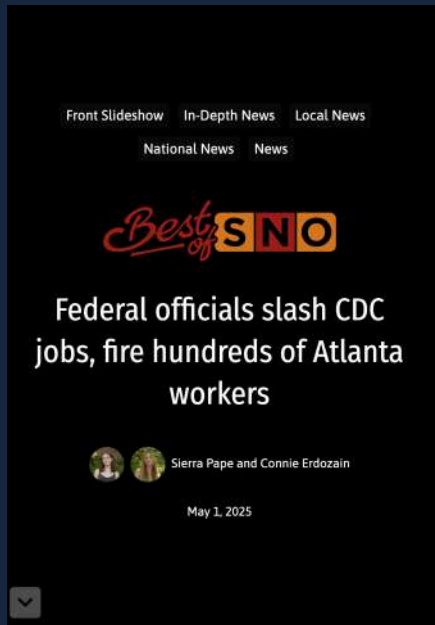 Front Slideshow In-Depth News Local News
National News News
Best of SNO
Federal officials slash CDC
jobs, fire hundreds of Atlanta
workers
Sierra Pape and Connie Erdozain
May 1, 2025